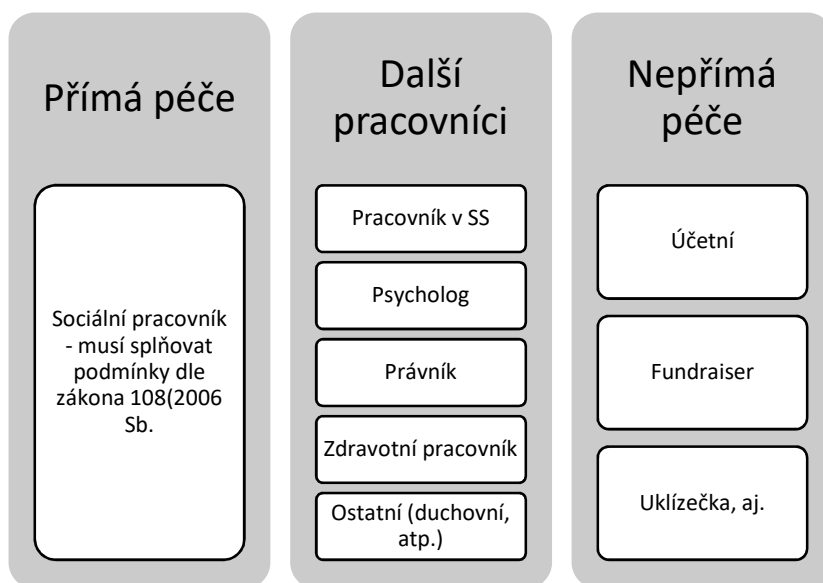 Přímá péče
Sociální pracovník
- musí splňovat
podmínky dle
zákona 108(2006
Sb.
Další
pracovníci
Pracovník v SS
Psycholog
Právník
Zdravotní pracovník
Ostatní (duchovní,
atp.)
Nepřímá
péče
Účetní
Fundraiser
Uklízečka, aj.